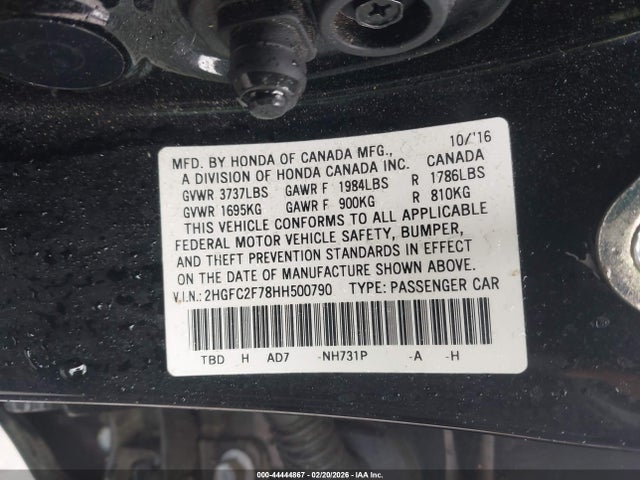 MFD. BY HONDA OF CANADA MFG., 10/'16
A DIVISION OF HONDA CANADA INC. CANADA
GVWR 3737LBS GAWR F 1984LBS R 1786LBS
GVWR 1695KG GAWR F 900KG R 810KG
THIS VEHICLE CONFORMS TO ALL APPLICABLE
FEDERAL MOTOR VEHICLE SAFETY, BUMPER,
AND THEFT PREVENTION STANDARDS IN EFFECT
ON THE DATE OF MANUFACTURE SHOWN ABOVE.
V.I.N.: 2HGFC2F78HH500790 TYPE: PASSENGER CAR
TBD H AD7 -NH731P -A -H
000-44444867 - 02/20/2026 - IAA Inc.